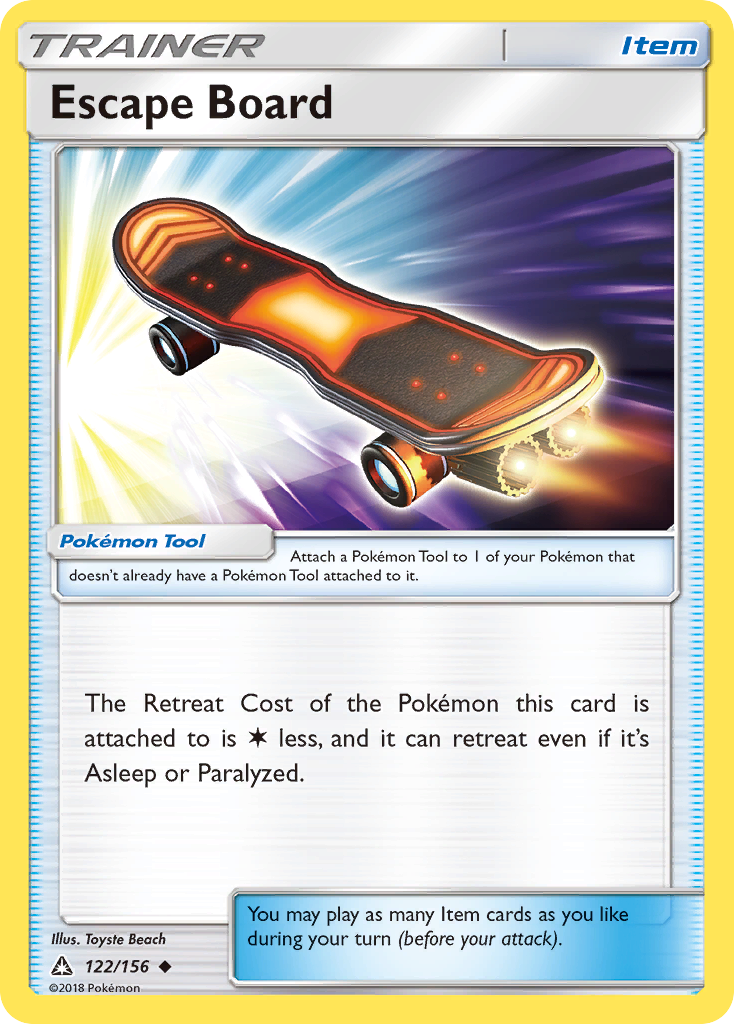 TRAINER
Item
Escape Board
Pokémon Tool
Attach a Pokémon Tool to 1 of your Pokémon that
doesn't already have a Pokémon Tool attached to it.
The Retreat Cost of the Pokémon this card is
attached to is ✶ less, and it can retreat even if it's
Asleep or Paralyzed.
You may play as many Item cards as you like
during your turn (before your attack).
Illus. Toyste Beach
122/156 ◆
©2018 Pokémon